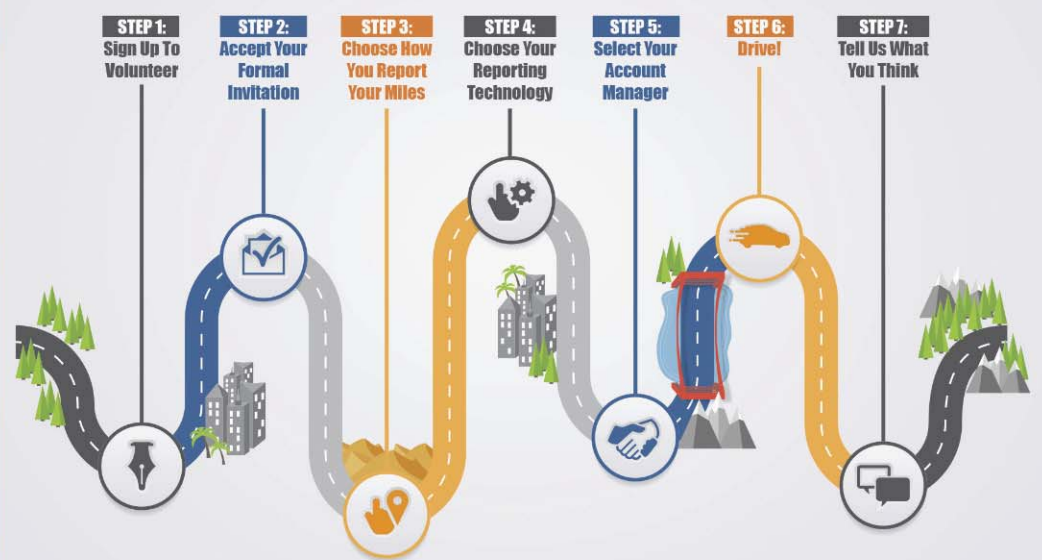 STEP 1:
Sign Up To
Volunteer
STEP 2:
Accept Your
Formal
Invitation
STEP 3:
Choose How
You Report
Your Miles
STEP 4:
Choose Your
Reporting
Technology
STEP 5:
Select Your
Account
Manager
STEP 6:
Drive!
STEP 7:
Tell Us What
You Think